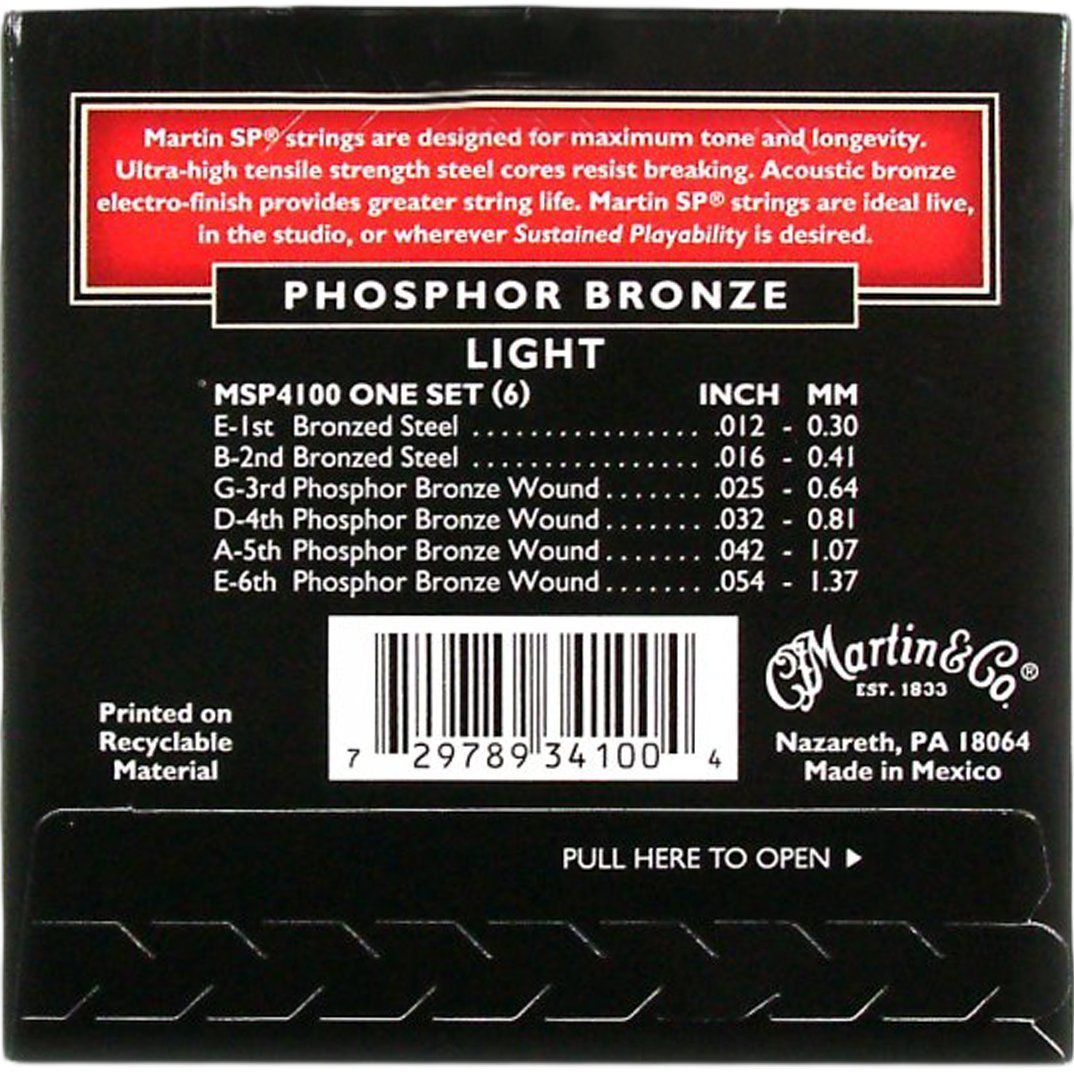 Martin SP® strings are designed for maximum tone and longevity.
Ultra-high tensile strength steel cores resist breaking. Acoustic bronze
electro-finish provides greater string life. Martin SP® strings are ideal live,
in the studio, or wherever Sustained Playability is desired.
PHOSPHOR BRONZE
LIGHT
MSP4100 ONE SET (6) INCH MM
E-1st Bronzed Steel ................. .012 - 0.30
B-2nd Bronzed Steel ................. .016 - 0.41
G-3rd Phosphor Bronze Wound....... .025 - 0.64
D-4th Phosphor Bronze Wound....... .032 - 0.81
A-5th Phosphor Bronze Wound....... .042 - 1.07
E-6th Phosphor Bronze Wound....... .054 - 1.37
7 29789 34100 4
CF Martin & Co.®
EST. 1833
Nazareth, PA 18064
Made in Mexico
Printed on
Recyclable
Material
PULL HERE TO OPEN ►